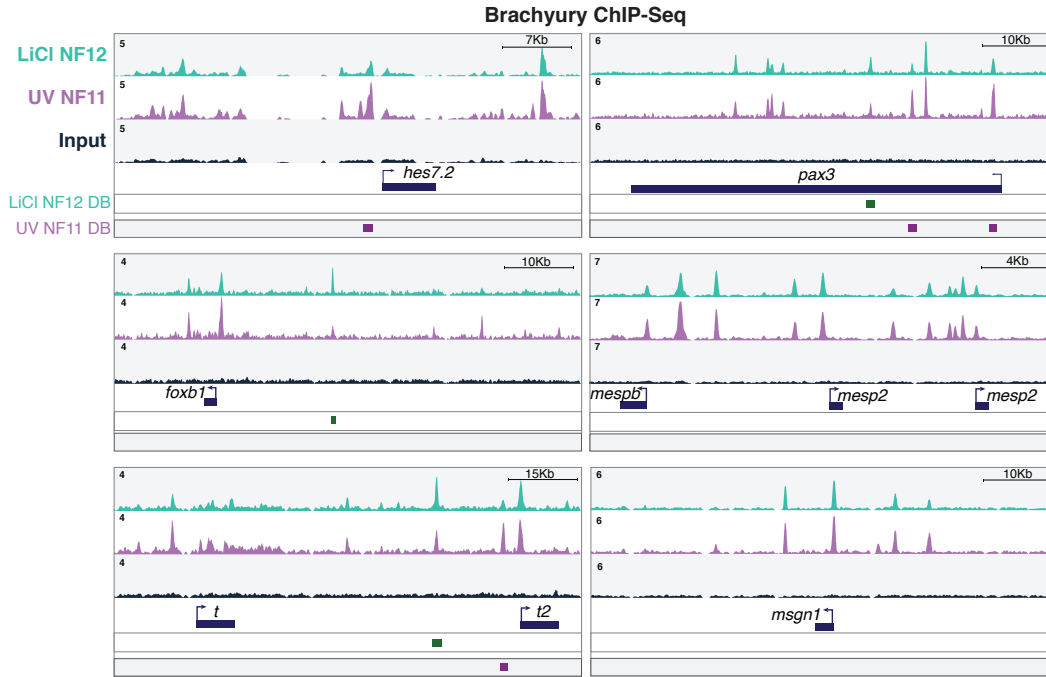 Brachyury ChIP-Seq
LiCl NF12
UV NF11
Input
LiCl NF12 DB
UV NF11 DB
5
7Kb
5
5
hes7.2
6
10Kb
6
6
pax3
4
10Kb
4
4
foxb1
7
4Kb
7
7
mespb
mesp2
mesp2
4
15Kb
4
4
t
t2
6
10Kb
6
6
msgn1